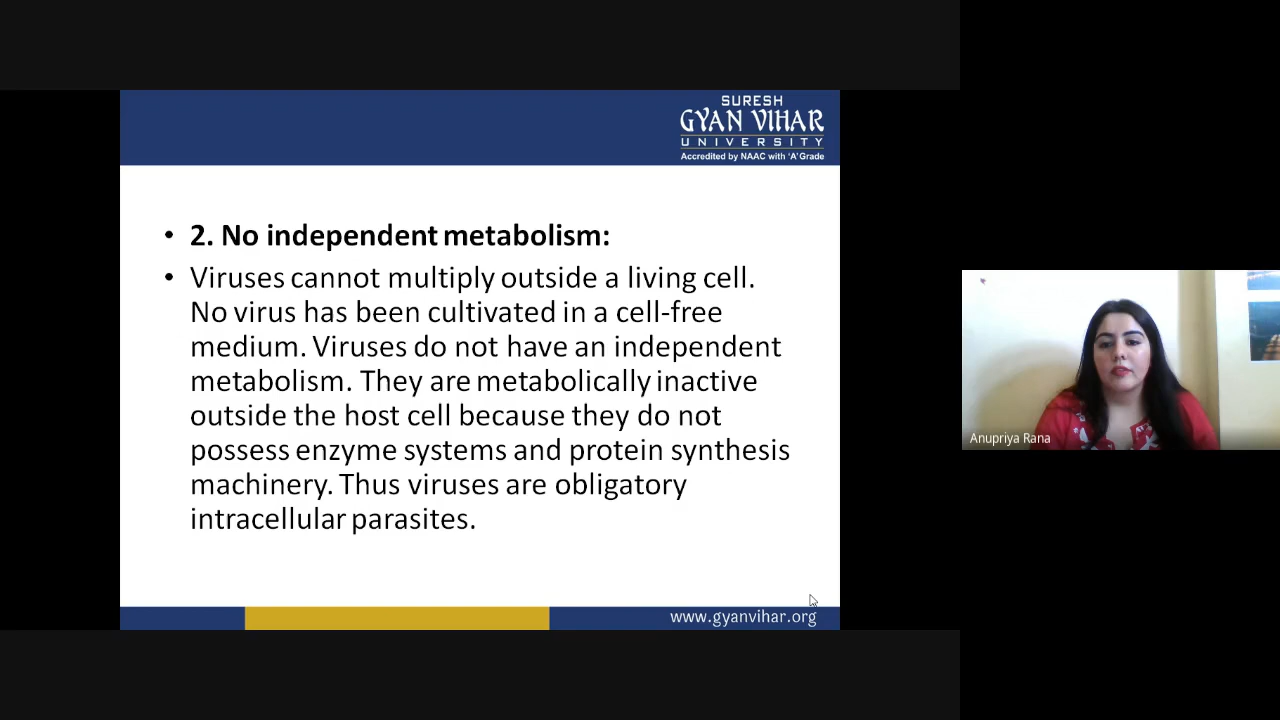 SURESH
GYAN VIHAR
UNIVERSITY
Accredited by NAAC with 'A' Grade
• 2. No independent metabolism:
• Viruses cannot multiply outside a living cell.
No virus has been cultivated in a cell-free
medium. Viruses do not have an independent
metabolism. They are metabolically inactive
outside the host cell because they do not
possess enzyme systems and protein synthesis
machinery. Thus viruses are obligatory
intracellular parasites.
Anupriya Rana
www.gyanvihar.org